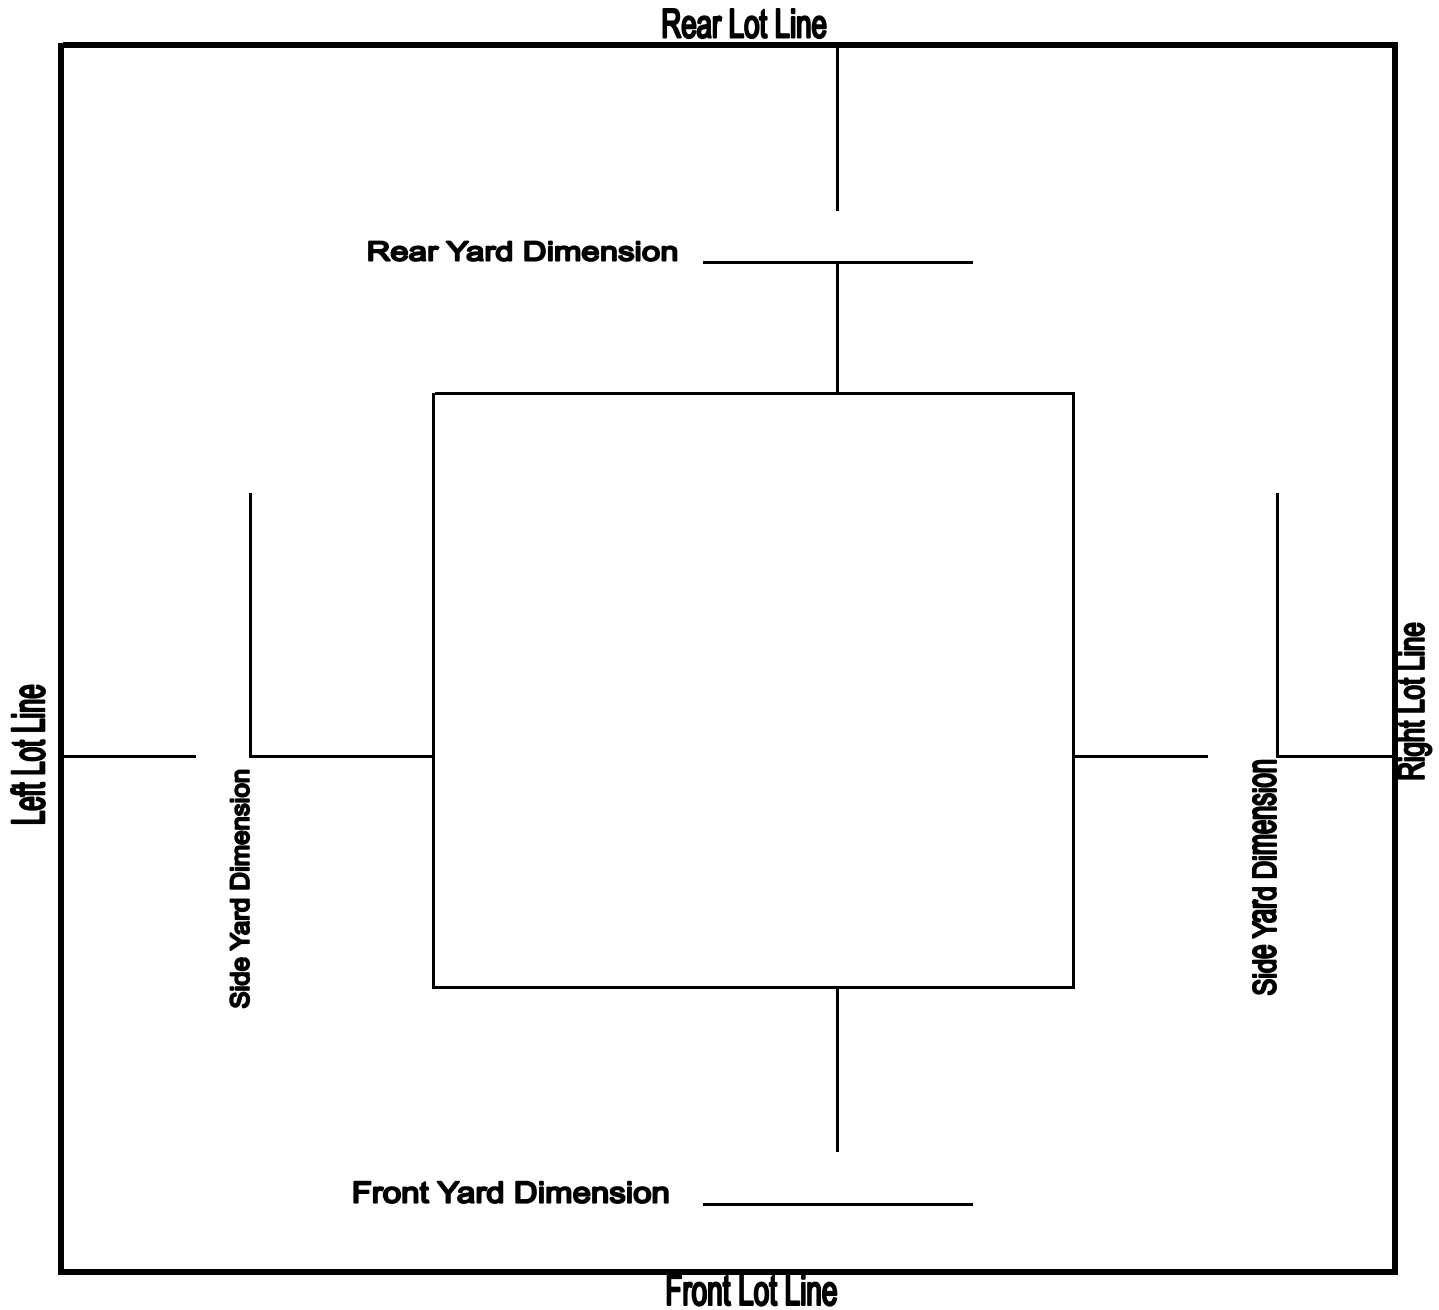 Rear Lot Line
Rear Yard Dimension
Left Lot Line
Side Yard Dimension
Side Yard Dimension
Right Lot Line
Front Yard Dimension
Front Lot Line